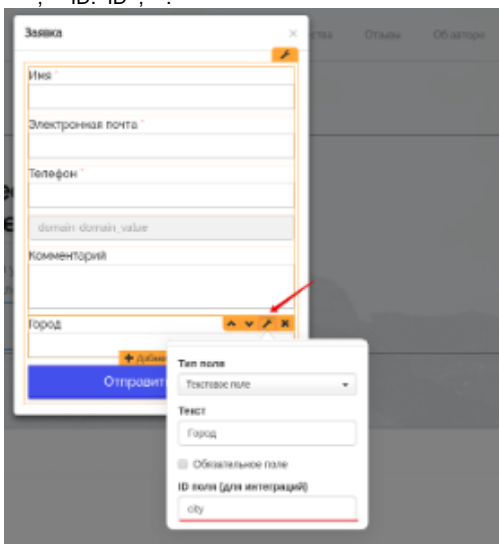 Заявка ×
Отзывы Об авторе
Имя *
Электронная почта *
Телефон *
domain domain_value
Комментарий
Город
Отправить
Тип поля
Текстовое поле
Текст
Город
Обязательное поле
ID поля (для интеграций)
city